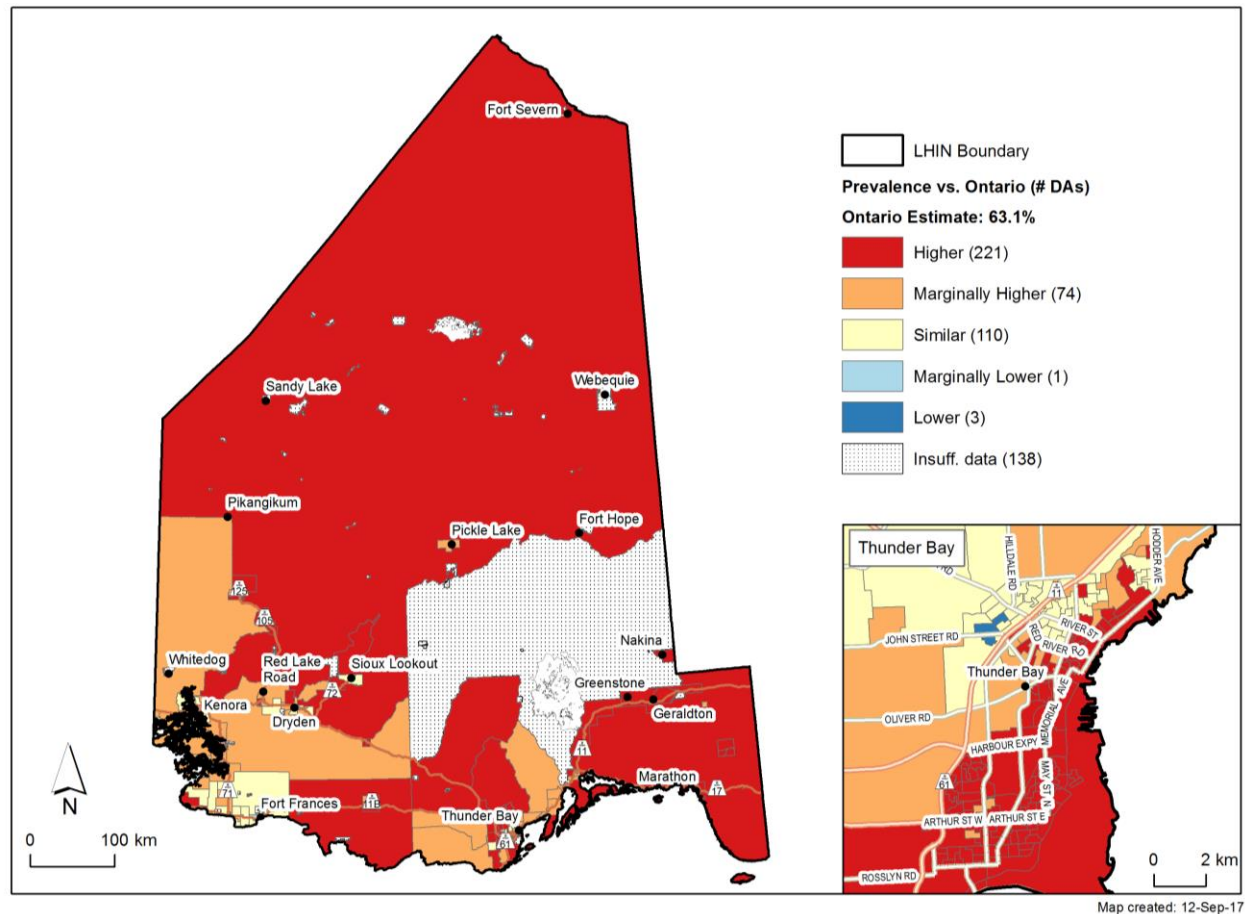 Fort Severn
Sandy Lake
Webequie
Pikangikum
Pickle Lake
Fort Hope
125
105
Nakina
Whitedog
Red Lake
Road
Sioux Lookout
72
Greenstone
Kenora
Dryden
Geraldton
11
Marathon
17
71
Fort Frances
11B
Thunder Bay
61
N
0 100 km
LHIN Boundary
Prevalence vs. Ontario (# DAs)
Ontario Estimate: 63.1%
Higher (221)
Marginally Higher (74)
Similar (110)
Marginally Lower (1)
Lower (3)
Insuff. data (138)
Thunder Bay
HILLDALE RD
HODDER AVE
RD
11
RIVER ST
JOHN STREET RD
RED RIVER RD
Thunder Bay
MEMORIAL AVE
OLIVER RD
HARBOUR EXPY
61
MAY ST N
ARTHUR ST W
ARTHUR ST E
ROSSLYN RD
0 2 km
Map created: 12-Sep-17